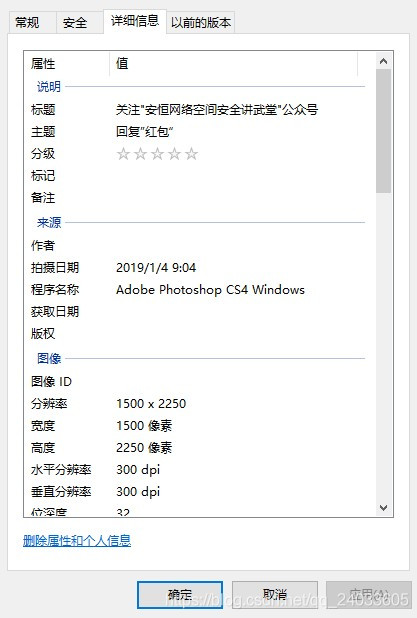 常规 安全 详细信息 以前的版本
属性 值
说明
标题 关注"安恒网络空间安全讲武堂"公众号
主题 回复"红包"
分级 ☆☆☆☆☆
标记
备注
来源
作者
拍摄日期 2019/1/4 9:04
程序名称 Adobe Photoshop CS4 Windows
获取日期
版权
图像
图像 ID
分辨率 1500 x 2250
宽度 1500 像素
高度 2250 像素
水平分辨率 300 dpi
垂直分辨率 300 dpi
位深度 32
删除属性和个人信息
确定 取消 应用(A)
https://blog.csdn.net/qq_24033605